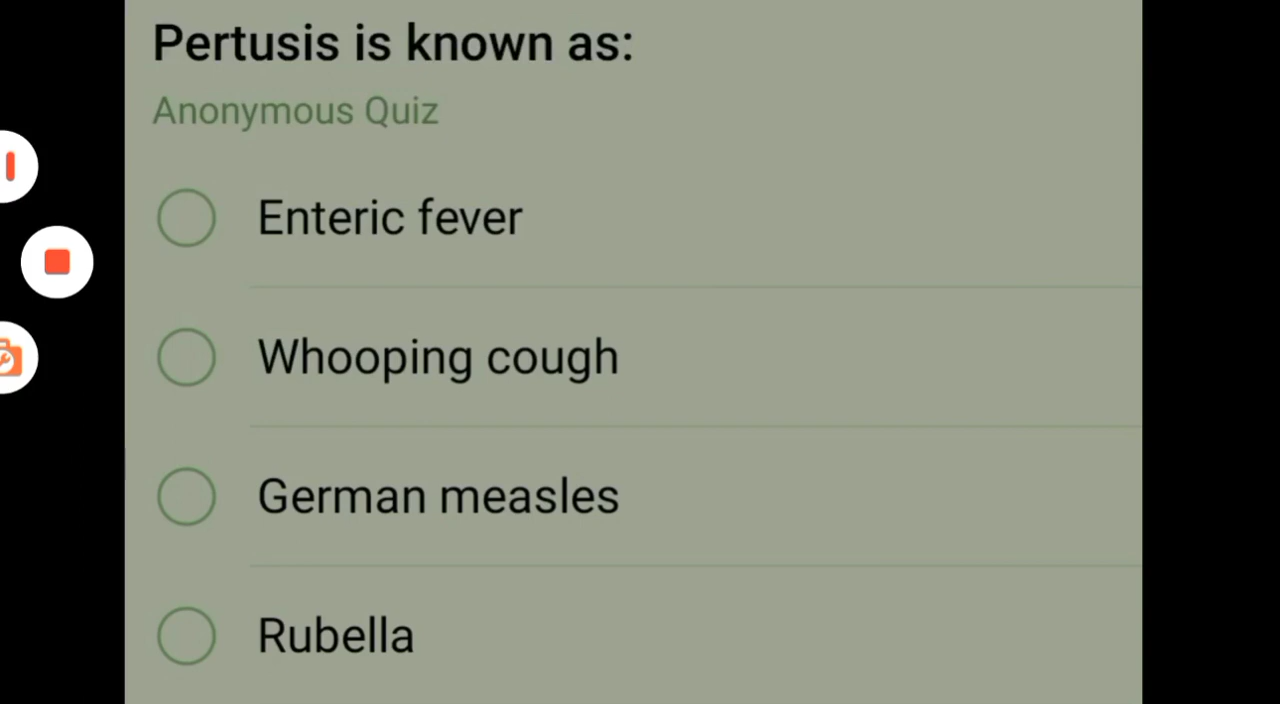 Pertusis is known as:
Anonymous Quiz
Enteric fever
Whooping cough
German measles
Rubella